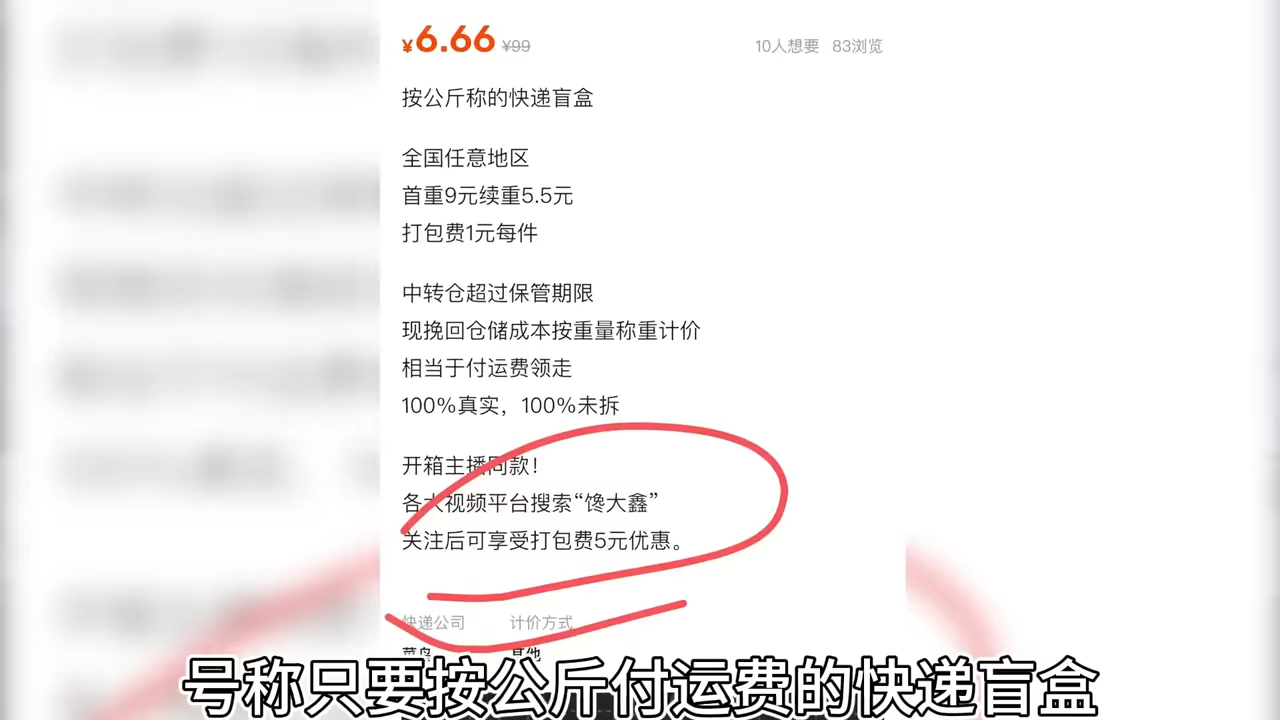 ¥6.66 ¥99 10人想要 83浏览
按公斤称的快递盲盒
全国任意地区
首重9元续重5.5元
打包费1元每件
中转仓超过保管期限
现挽回仓储成本按重量称重计价
相当于付运费领走
100%真实，100%未拆
开箱主播同款！
各大视频平台搜索“馋大鑫”
关注后可享受打包费5元优惠。
快递公司 计价方式
菜鸟 其他
号称只要按公斤付运费的快递盲盒